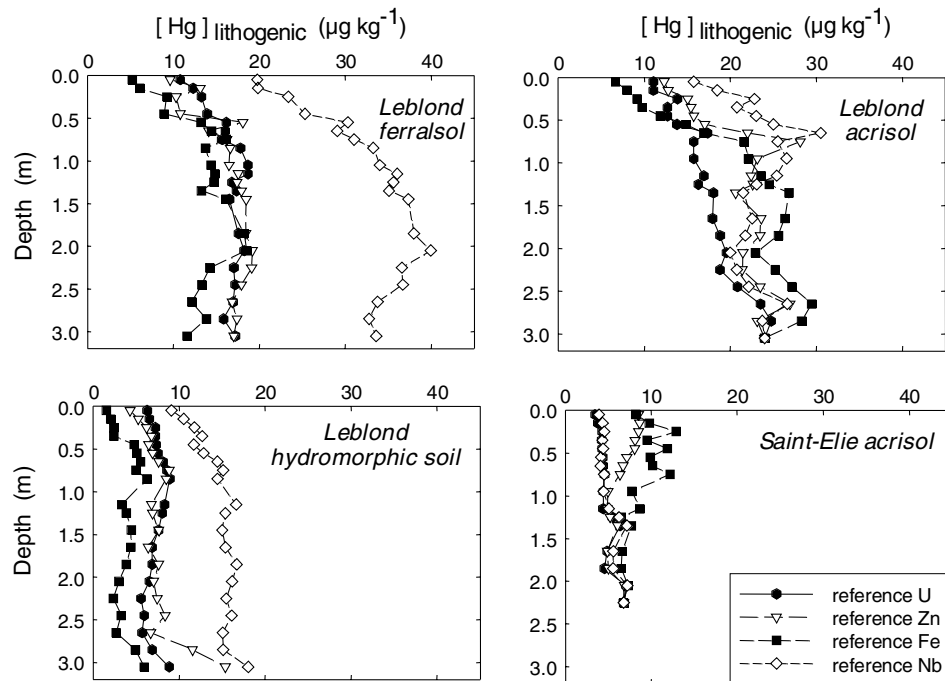 [Hg] lithogenic (µg kg-1)
0 10 20 30 40
0.0
0.5
1.0
1.5
2.0
2.5
3.0
Depth (m)
Leblond
ferralsol
[Hg] lithogenic (µg kg-1)
0 10 20 30 40
0.0
0.5
1.0
1.5
2.0
2.5
3.0
Leblond
acrisol
0 10 20 30 40
0.0
0.5
1.0
1.5
2.0
2.5
3.0
Depth (m)
Leblond
hydromorphic soil
0 10 20 30 40
0.0
0.5
1.0
1.5
2.0
2.5
3.0
Saint-Elie acrisol
reference U
reference Zn
reference Fe
reference Nb